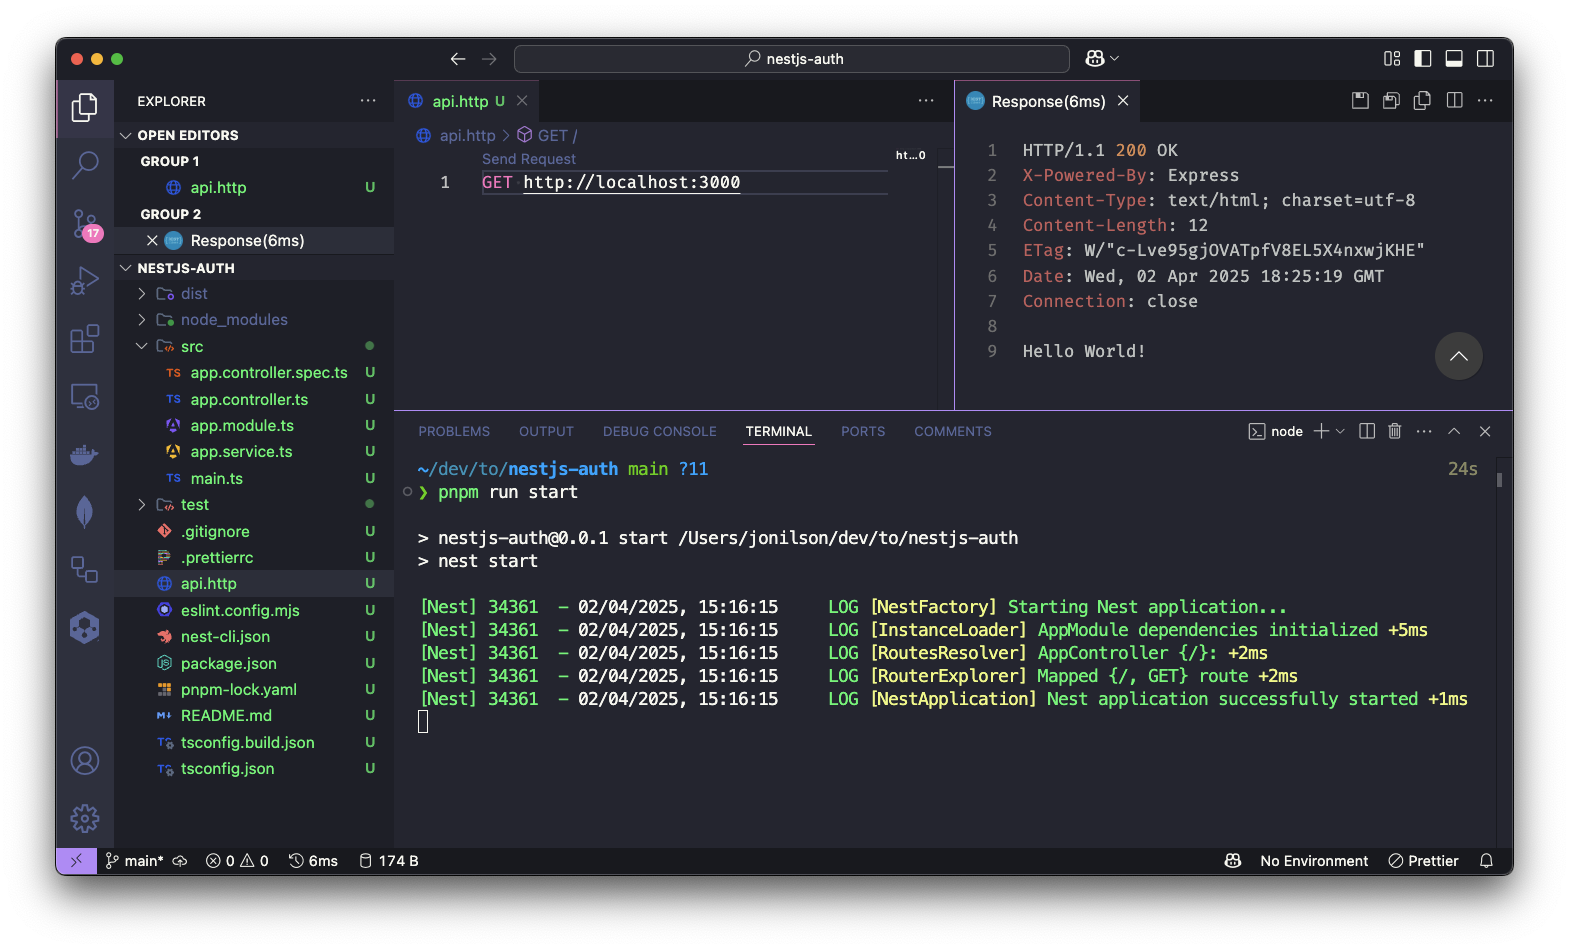 nestjs-auth
EXPLORER
OPEN EDITORS
GROUP 1
api.http U
GROUP 2
Response(6ms)
NESTJS-AUTH
dist
node_modules
src
TS app.controller.spec.ts U
TS app.controller.ts U
app.module.ts U
app.service.ts U
TS main.ts U
test
.gitignore U
.prettierrc U
api.http U
eslint.config.mjs U
nest-cli.json U
package.json U
pnpm-lock.yaml U
README.md U
tsconfig.build.json U
tsconfig.json U
17
api.http U
api.http > GET /
Send Request
1 GET http://localhost:3000
ht...0
Response(6ms)
1 HTTP/1.1 200 OK
2 X-Powered-By: Express
3 Content-Type: text/html; charset=utf-8
4 Content-Length: 12
5 ETag: W/"c-Lve95gjOVATpfV8EL5X4nxwjKHE"
6 Date: Wed, 02 Apr 2025 18:25:19 GMT
7 Connection: close
8
9 Hello World!
PROBLEMS OUTPUT DEBUG CONSOLE TERMINAL PORTS COMMENTS
node
~/dev/to/nestjs-auth main ?11 24s
❯ pnpm run start
> nestjs-auth@0.0.1 start /Users/jonilson/dev/to/nestjs-auth
> nest start
[Nest] 34361 - 02/04/2025, 15:16:15 LOG [NestFactory] Starting Nest application...
[Nest] 34361 - 02/04/2025, 15:16:15 LOG [InstanceLoader] AppModule dependencies initialized +5ms
[Nest] 34361 - 02/04/2025, 15:16:15 LOG [RoutesResolver] AppController {/}: +2ms
[Nest] 34361 - 02/04/2025, 15:16:15 LOG [RouterExplorer] Mapped {/, GET} route +2ms
[Nest] 34361 - 02/04/2025, 15:16:15 LOG [NestApplication] Nest application successfully started +1ms
main* 0 0 6ms 174 B No Environment Prettier